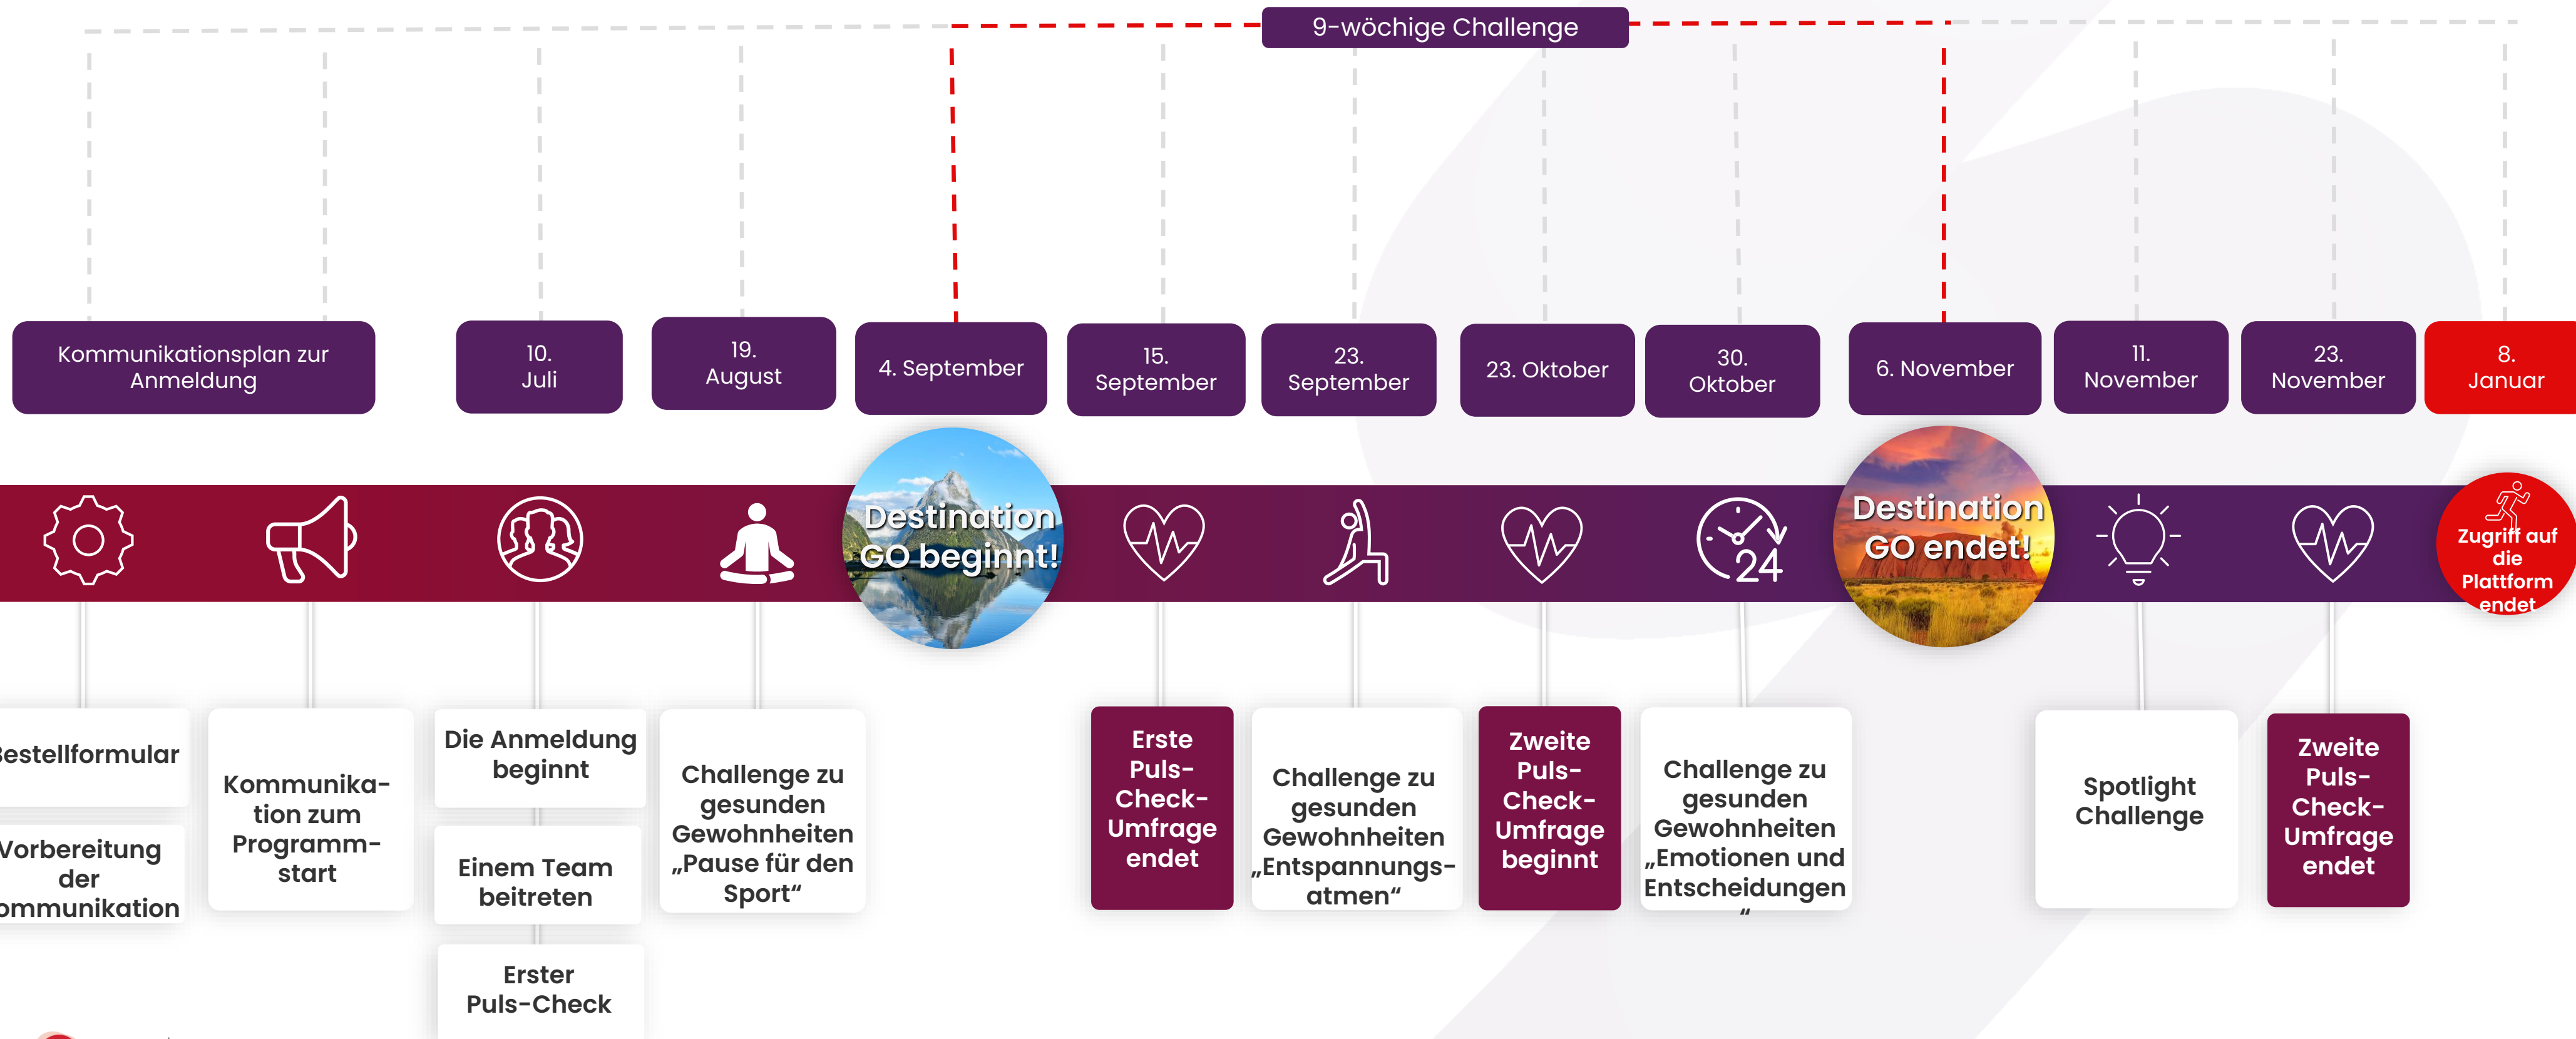 9-wöchige Challenge
Kommunikationsplan zur
Anmeldung
10.
Juli
19.
August
4. September
15.
September
23.
September
23. Oktober
30.
Oktober
6. November
11.
November
23.
November
8.
Januar
Destination
GO beginnt!
24
Destination
GO endet!
Zugriff auf
die
Plattform
endet
estellformular
Vorbereitung
der
ommunikation
Kommunika-
tion zum
Programm-
start
Die Anmeldung
beginnt
Einem Team
beitreten
Erster
Puls-Check
Challenge zu
gesunden
Gewohnheiten
„Pause für den
Sport“
Erste
Puls-
Check-
Umfrage
endet
Challenge zu
gesunden
Gewohnheiten
„Entspannungs-
atmen“
Zweite
Puls-
Check-
Umfrage
beginnt
Challenge zu
gesunden
Gewohnheiten
„Emotionen und
Entscheidungen
“
Spotlight
Challenge
Zweite
Puls-
Check-
Umfrage
endet